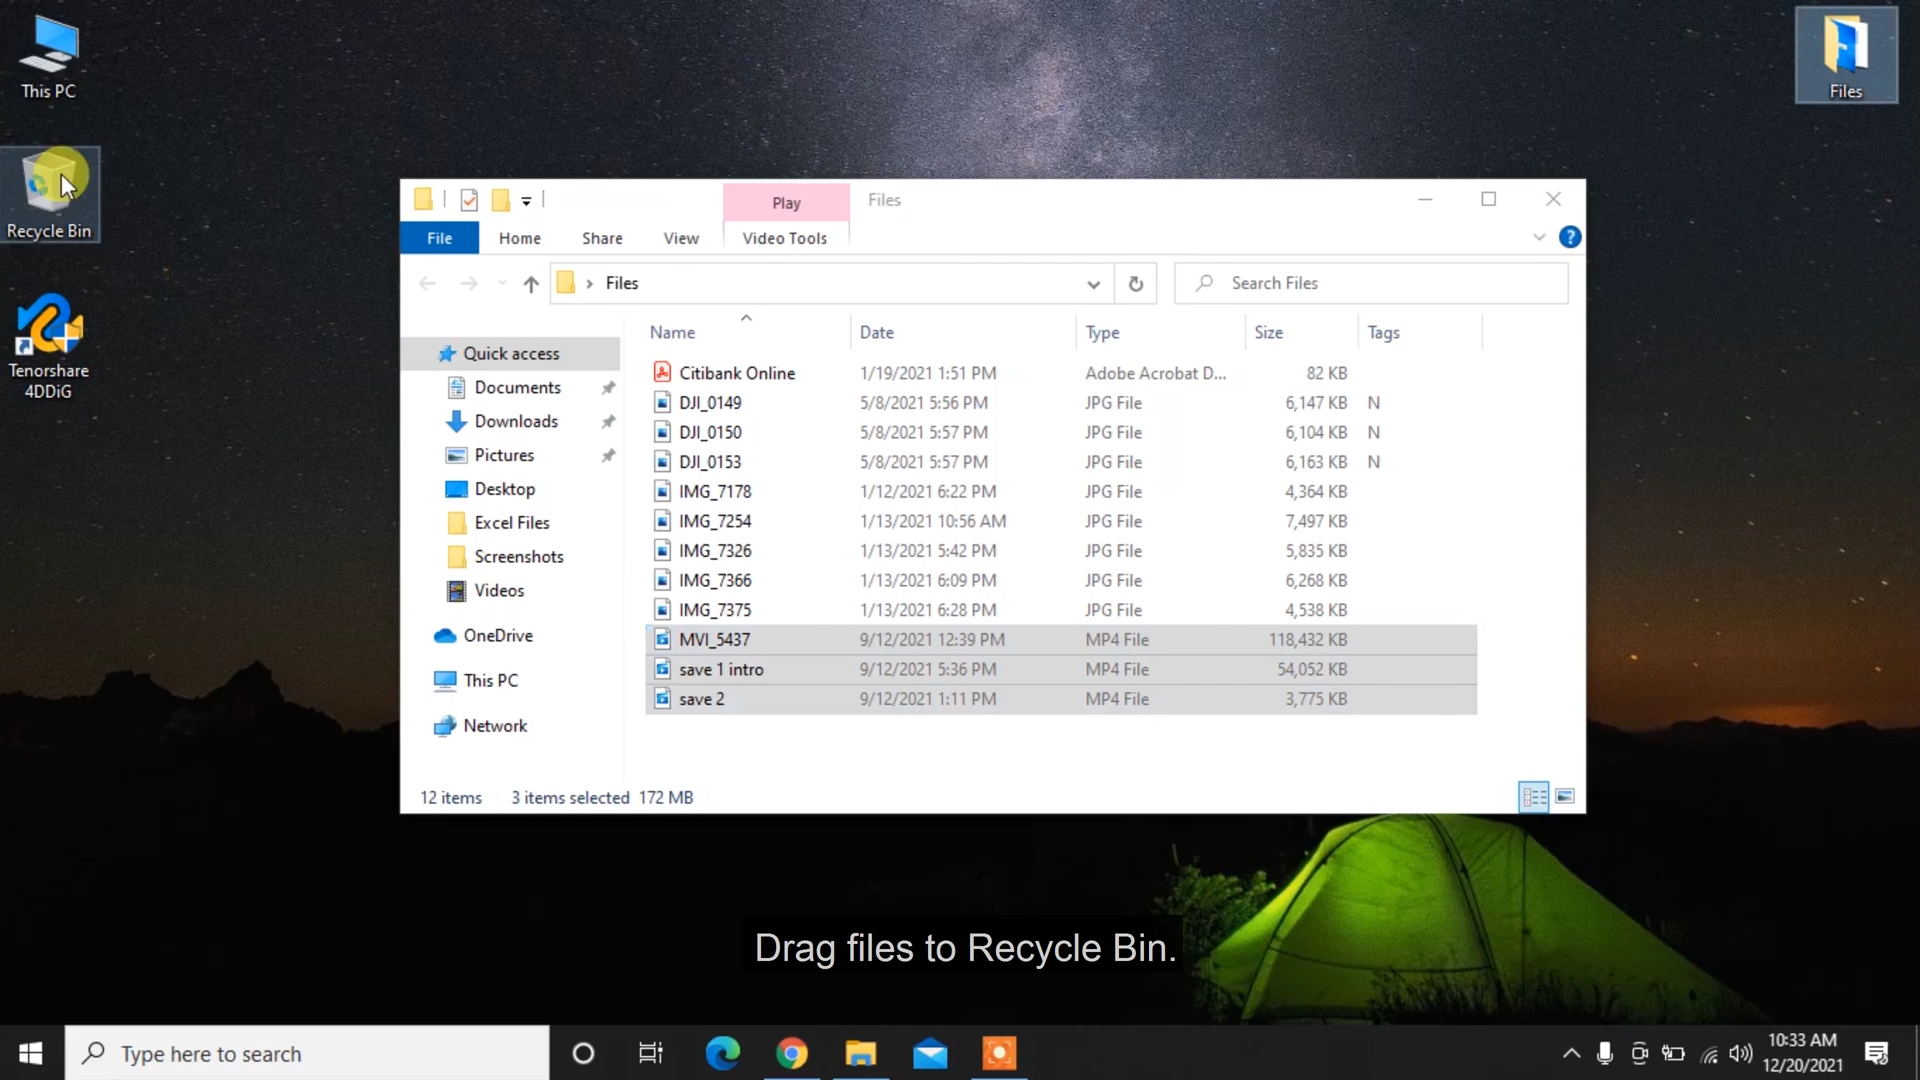 This PC
Recycle Bin
Tenorshare
4DDiG
Files
Play
Files
File
Home
Share
View
Video Tools
?
Files
Search Files
Name
Date
Type
Size
Tags
Quick access
Documents
Downloads
Pictures
Desktop
Excel Files
Screenshots
Videos
OneDrive
This PC
Network
Citibank Online 1/19/2021 1:51 PM Adobe Acrobat D... 82 KB
DJI_0149 5/8/2021 5:56 PM JPG File 6,147 KB N
DJI_0150 5/8/2021 5:57 PM JPG File 6,104 KB N
DJI_0153 5/8/2021 5:57 PM JPG File 6,163 KB N
IMG_7178 1/12/2021 6:22 PM JPG File 4,364 KB
IMG_7254 1/13/2021 10:56 AM JPG File 7,497 KB
IMG_7326 1/13/2021 5:42 PM JPG File 5,835 KB
IMG_7366 1/13/2021 6:09 PM JPG File 6,268 KB
IMG_7375 1/13/2021 6:28 PM JPG File 4,538 KB
MVI_5437 9/12/2021 12:39 PM MP4 File 118,432 KB
save 1 intro 9/12/2021 5:36 PM MP4 File 54,052 KB
save 2 9/12/2021 1:11 PM MP4 File 3,775 KB
12 items 3 items selected 172 MB
Drag files to Recycle Bin.
Type here to search
10:33 AM
12/20/2021